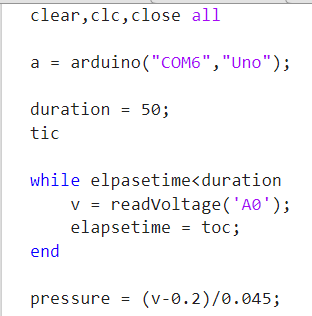 clear,clc,close all
a = arduino("COM6","Uno");
duration = 50;
tic
while elpasetime<duration
v = readVoltage('A0');
elapsetime = toc;
end
pressure = (v-0.2)/0.045;